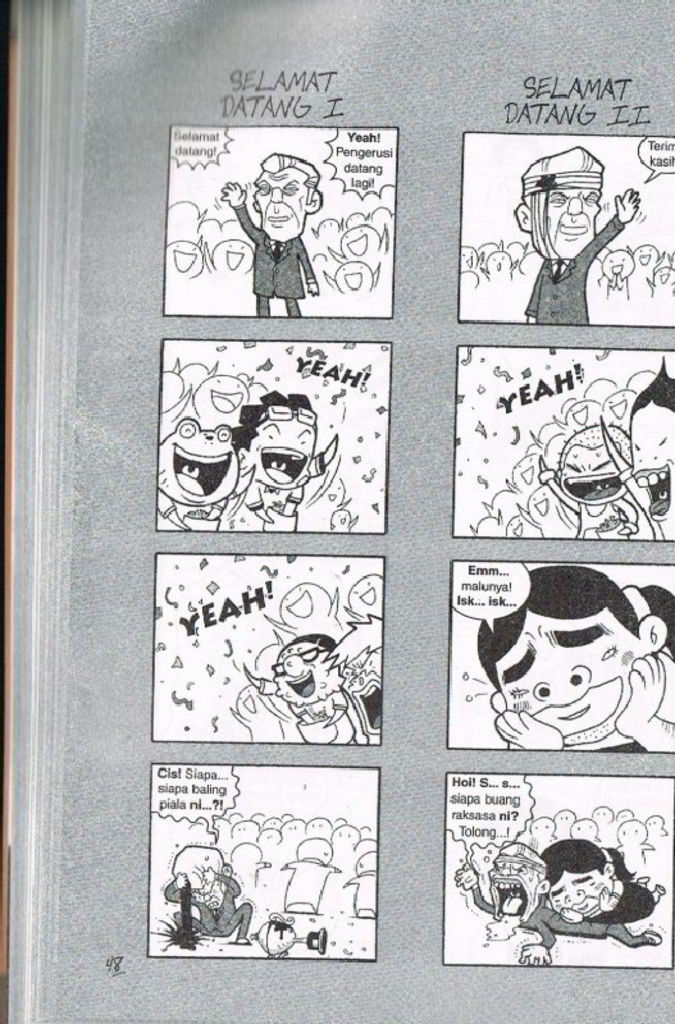 SELAMAT
DATANG I
Selamat
datang!
Yeah!
Pengerusi
datang
lagi!
YEAH!
YEAH!
Cis! Siapa...
siapa baling
piala ni...?!
T
SELAMAT
DATANG II
Terim
kasih
YEAH!
Emm...
malunya!
Isk... isk...
Hoi! S... s...
siapa buang
raksasa ni?
Tolong...!
48